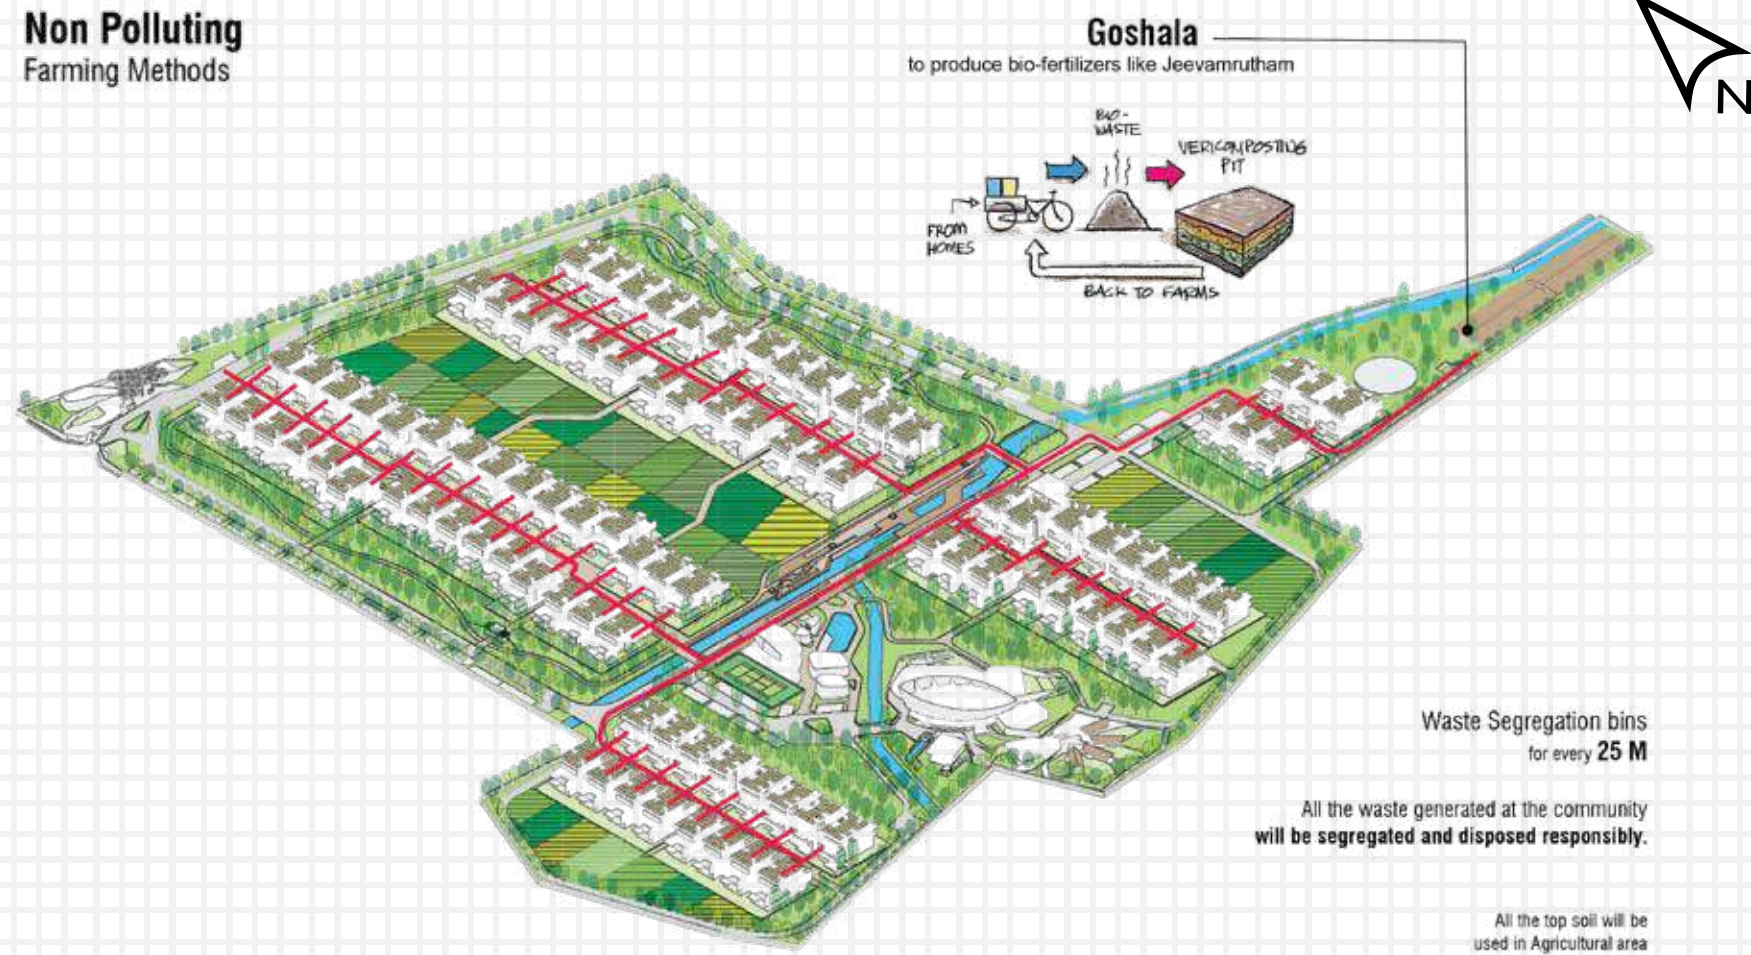 Non Polluting
Farming Methods
Goshala
to produce bio-fertilizers like Jeevamrutham
N
BIO-
WASTE
VERICOMPOSTING
PIT
FROM
HOMES
BACK TO FARMS
Waste Segregation bins
for every 25 M
All the waste generated at the community
will be segregated and disposed responsibly.
All the top soil will be
used in Agricultural area